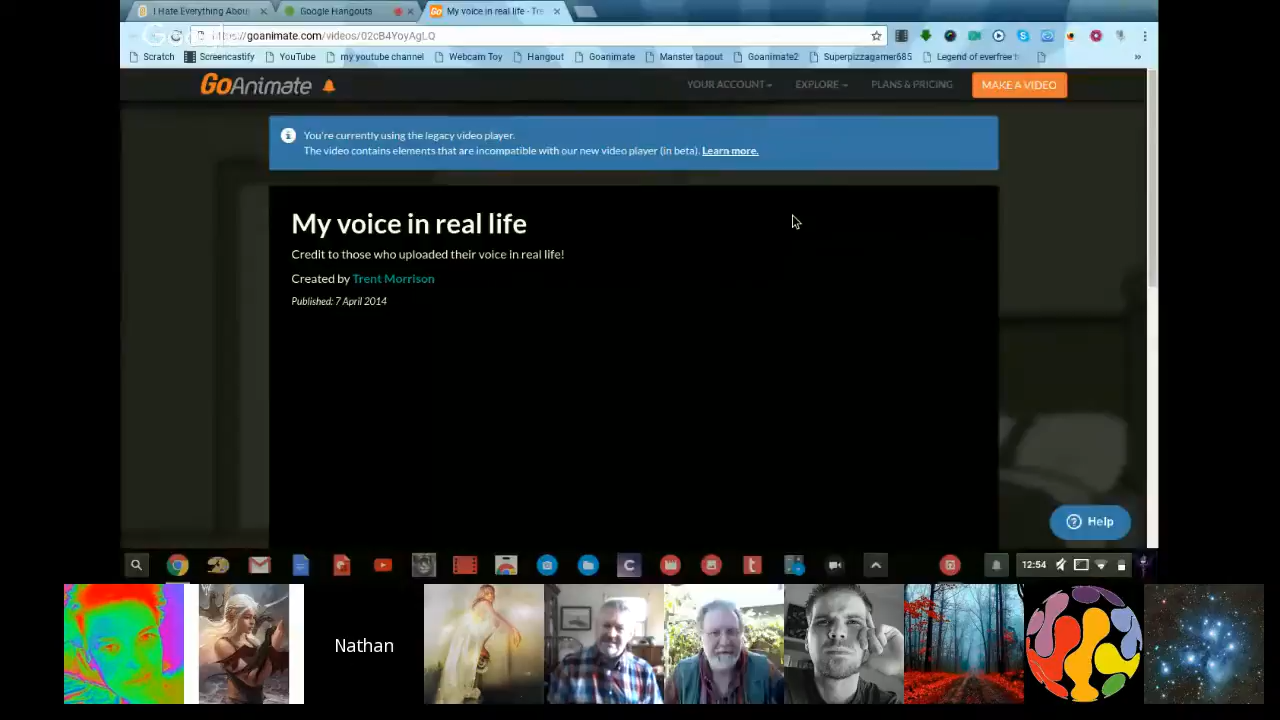 I Hate Everything Abou
Google Hangouts
My voice in real life - Tre
https://goanimate.com/videos/02cB4YoyAgLQ
Scratch
Screencastify
YouTube
my youtube channel
Webcam Toy
Hangout
Goanimate
Manster tapout
Goanimate2
Superpizzagamer685
Legend of everfree
GoAnimate
YOUR ACCOUNT
EXPLORE
PLANS & PRICING
MAKE A VIDEO
You're currently using the legacy video player.
The video contains elements that are incompatible with our new video player (in beta). Learn more.
My voice in real life
Credit to those who uploaded their voice in real life!
Created by Trent Morrison
Published: 7 April 2014
Help
12:54
Nathan